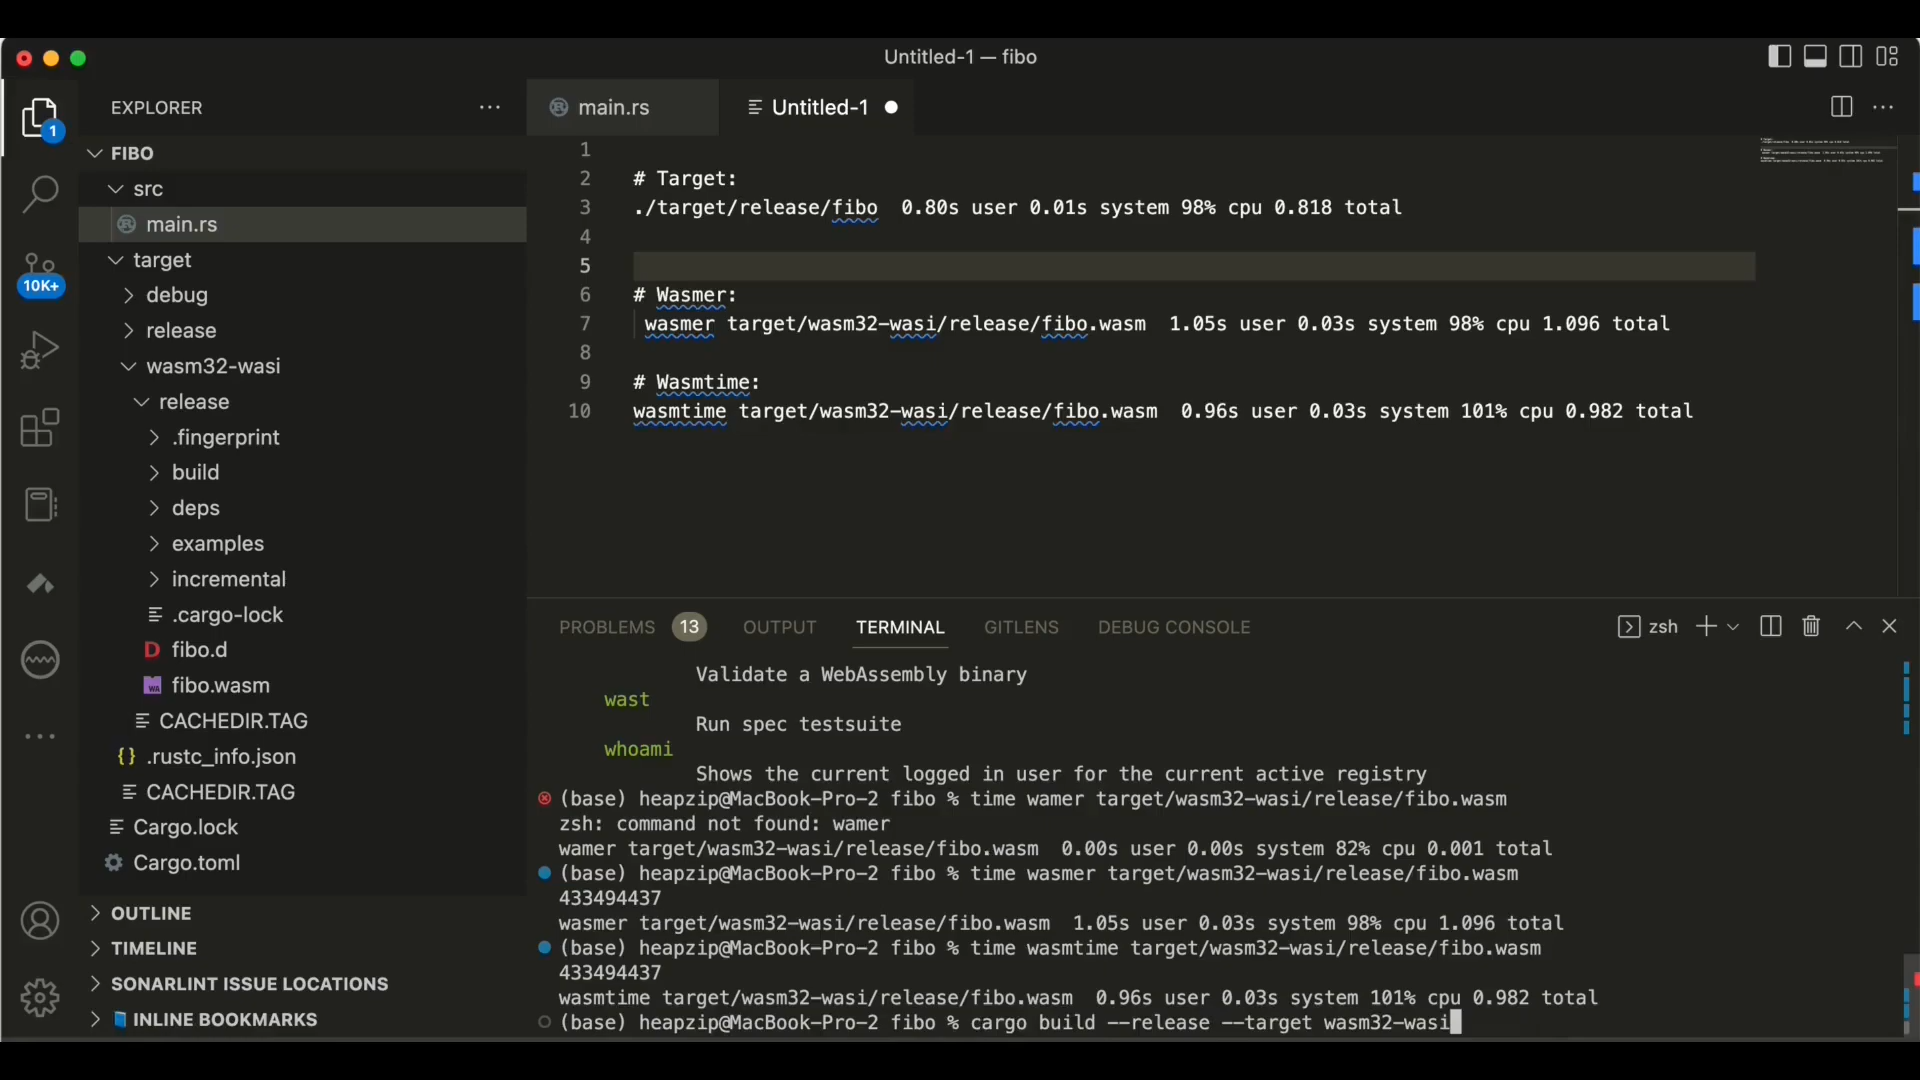 Untitled-1 — fibo
EXPLORER
main.rs
Untitled-1
1
10K+
FIBO
src
main.rs
target
debug
release
wasm32-wasi
release
.fingerprint
build
deps
examples
incremental
.cargo-lock
fibo.d
fibo.wasm
CACHEDIR.TAG
.rustc_info.json
CACHEDIR.TAG
Cargo.lock
Cargo.toml
OUTLINE
TIMELINE
SONARLINT ISSUE LOCATIONS
INLINE BOOKMARKS
1
2 # Target:
3 ./target/release/fibo  0.80s user 0.01s system 98% cpu 0.818 total
4
5
6 # Wasmer:
7  wasmer target/wasm32-wasi/release/fibo.wasm  1.05s user 0.03s system 98% cpu 1.096 total
8
9 # Wasmtime:
10 wasmtime target/wasm32-wasi/release/fibo.wasm  0.96s user 0.03s system 101% cpu 0.982 total
PROBLEMS 13 OUTPUT TERMINAL GITLENS DEBUG CONSOLE zsh
Validate a WebAssembly binary
wast
Run spec testsuite
whoami
Shows the current logged in user for the current active registry
(base) heapzip@MacBook-Pro-2 fibo % time wamer target/wasm32-wasi/release/fibo.wasm
zsh: command not found: wamer
wamer target/wasm32-wasi/release/fibo.wasm  0.00s user 0.00s system 82% cpu 0.001 total
(base) heapzip@MacBook-Pro-2 fibo % time wasmer target/wasm32-wasi/release/fibo.wasm
433494437
wasmer target/wasm32-wasi/release/fibo.wasm  1.05s user 0.03s system 98% cpu 1.096 total
(base) heapzip@MacBook-Pro-2 fibo % time wasmtime target/wasm32-wasi/release/fibo.wasm
433494437
wasmtime target/wasm32-wasi/release/fibo.wasm  0.96s user 0.03s system 101% cpu 0.982 total
(base) heapzip@MacBook-Pro-2 fibo % cargo build --release --target wasm32-wasi